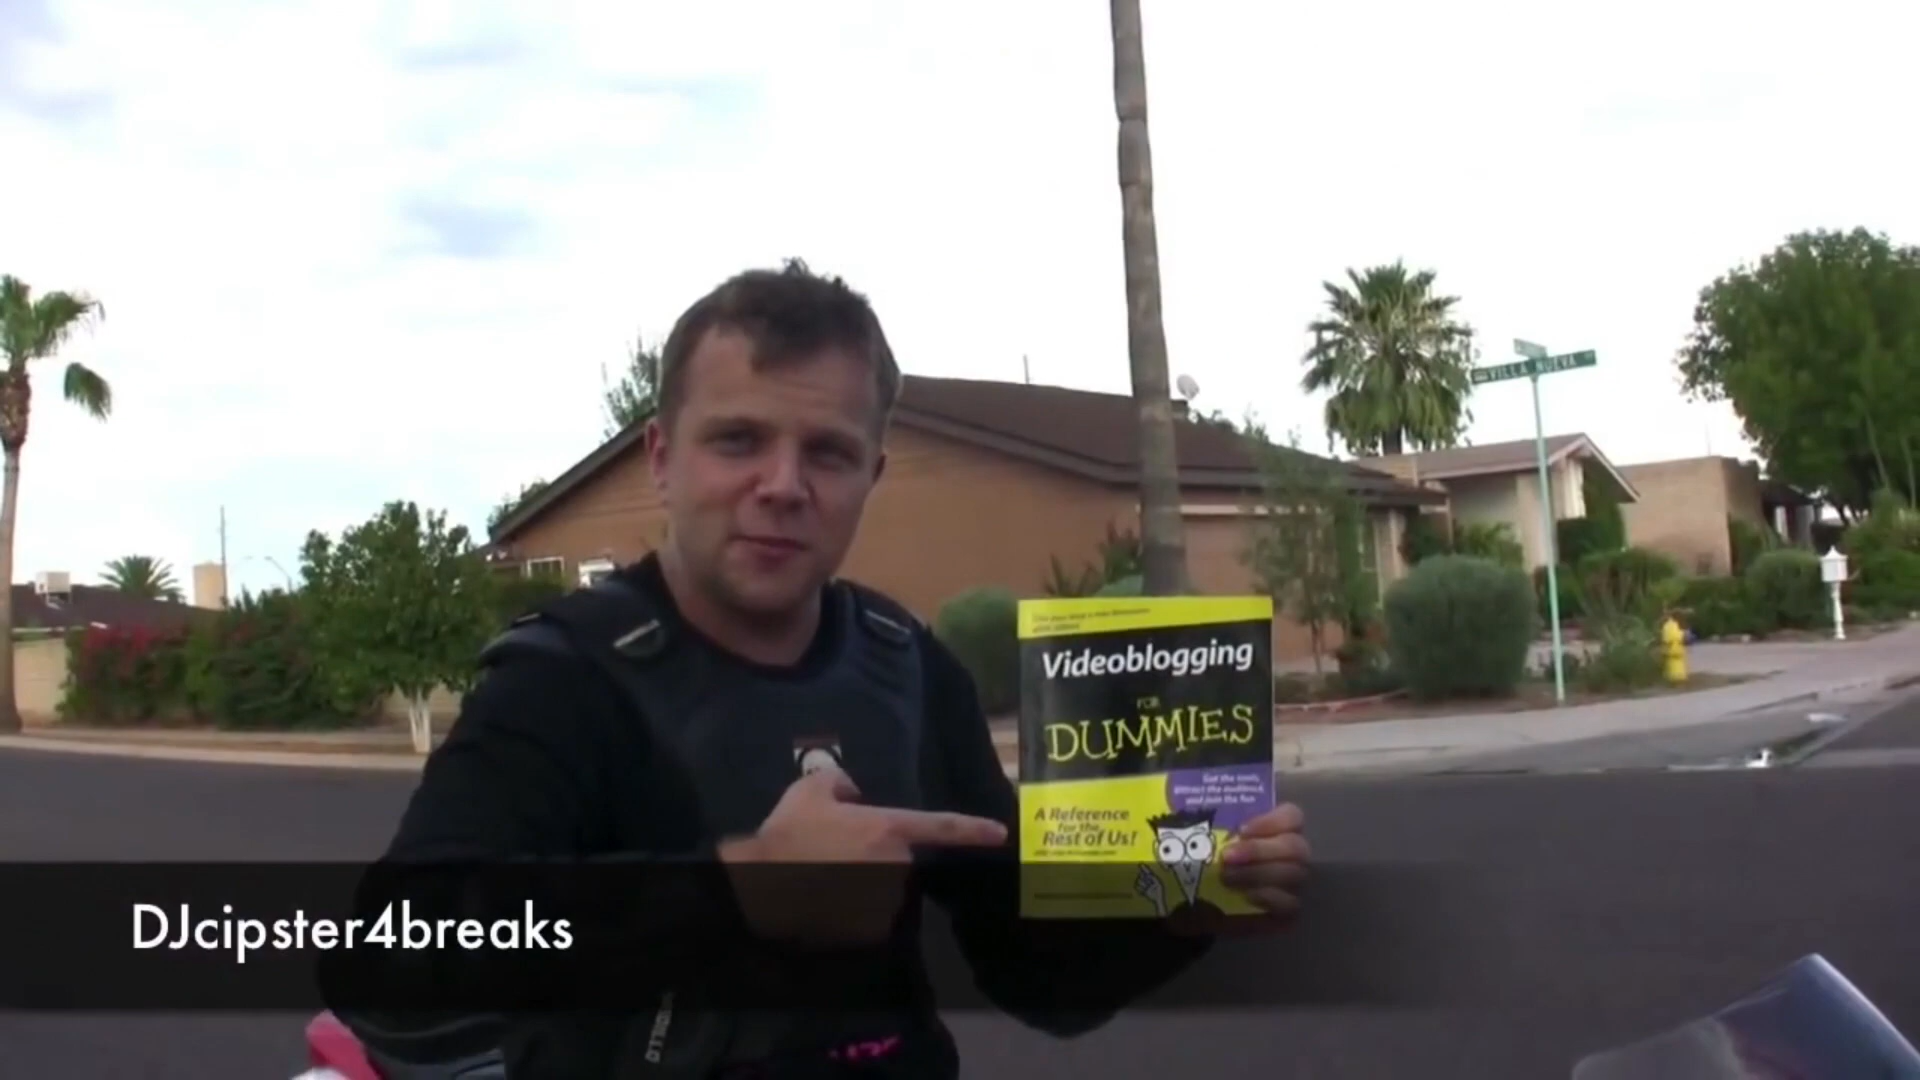 VILLA NUEVA
Videoblogging
FOR
DUMMIES
Get the tools,
attract the audience,
and join the fun
A Reference
for the
Rest of Us!
DJcipster4breaks